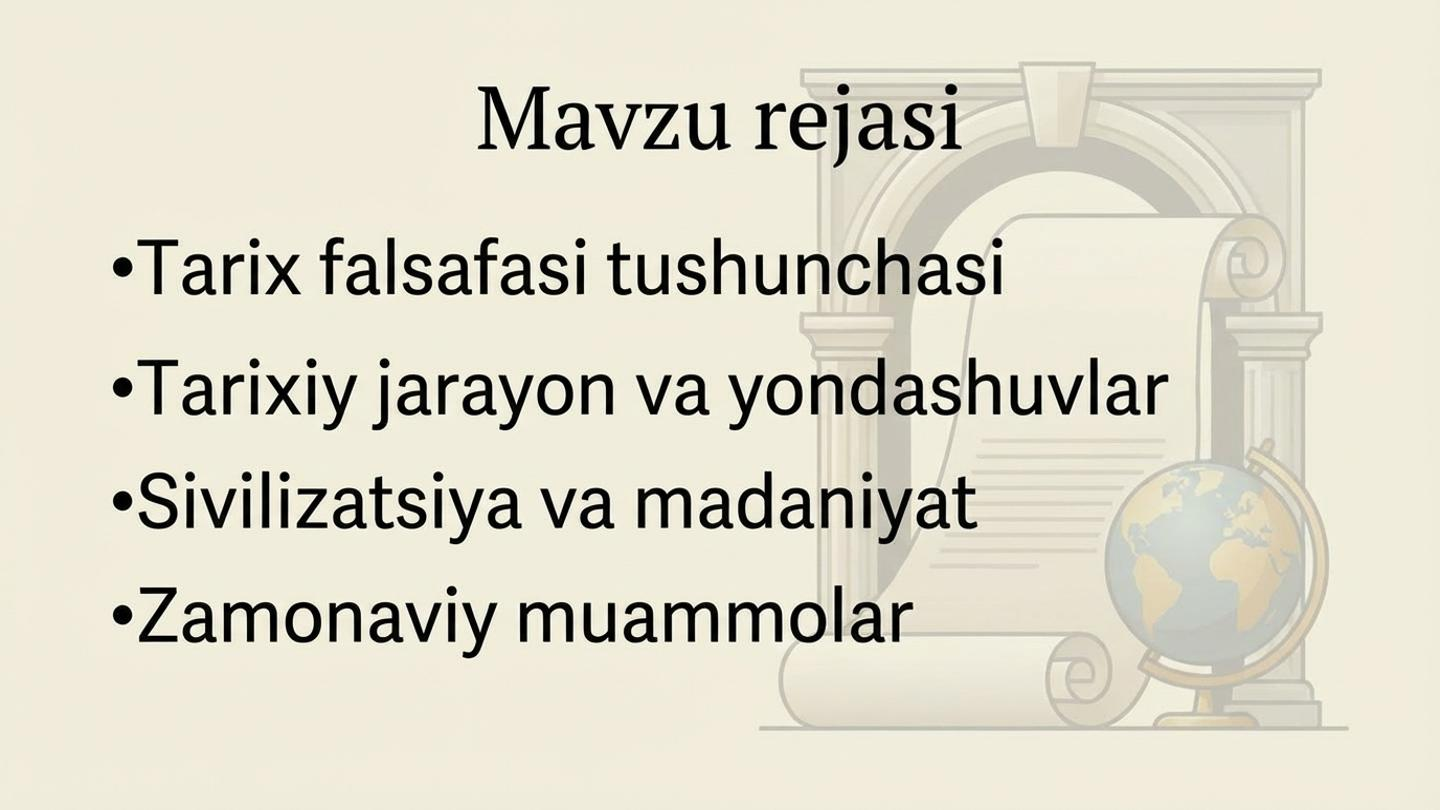 Mavzu rejasi
•Tarix falsafasi tushunchasi
•Tarixiy jarayon va yondashuvlar
•Sivilizatsiya va madaniyat
•Zamonaviy muammolar